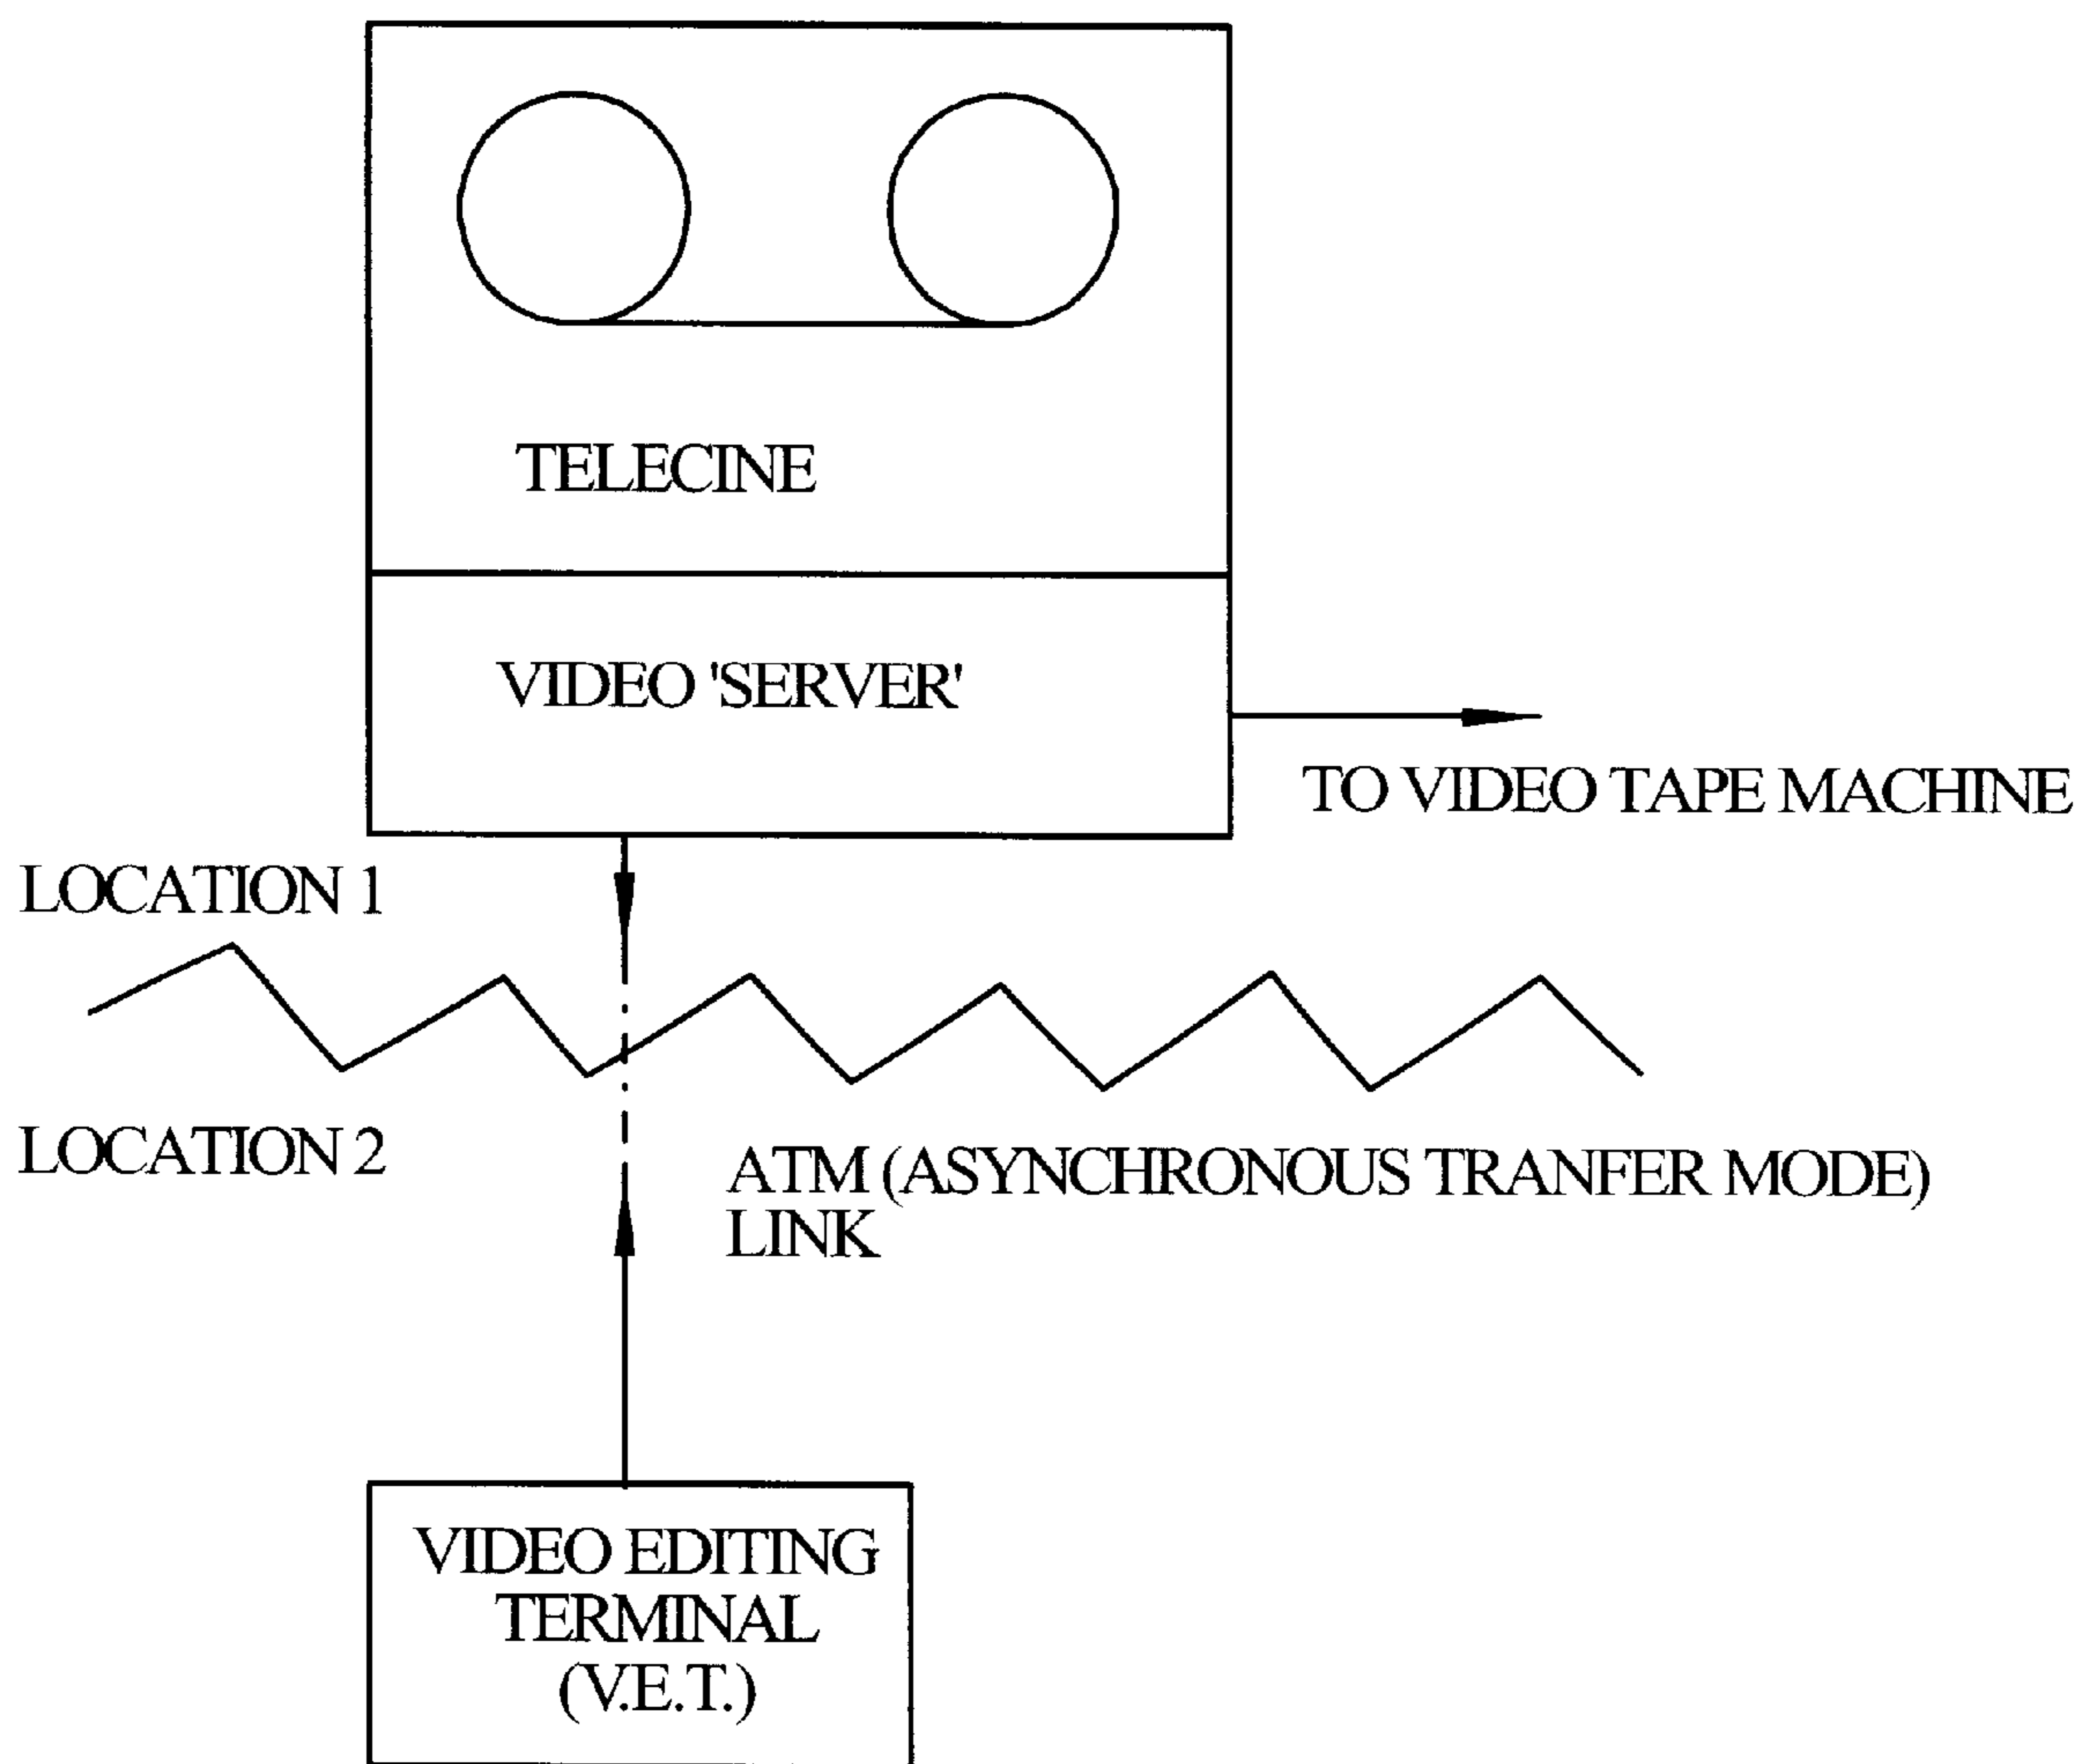 TELECINE
VIDEO 'SERVER'
TO VIDEO TAPE MACHINE
LOCATION 1
LOCATION 2
ATM (ASYNCHRONOUS TRANFER MODE)
LINK
VIDEO EDITING
TERMINAL
(V.E.T.)